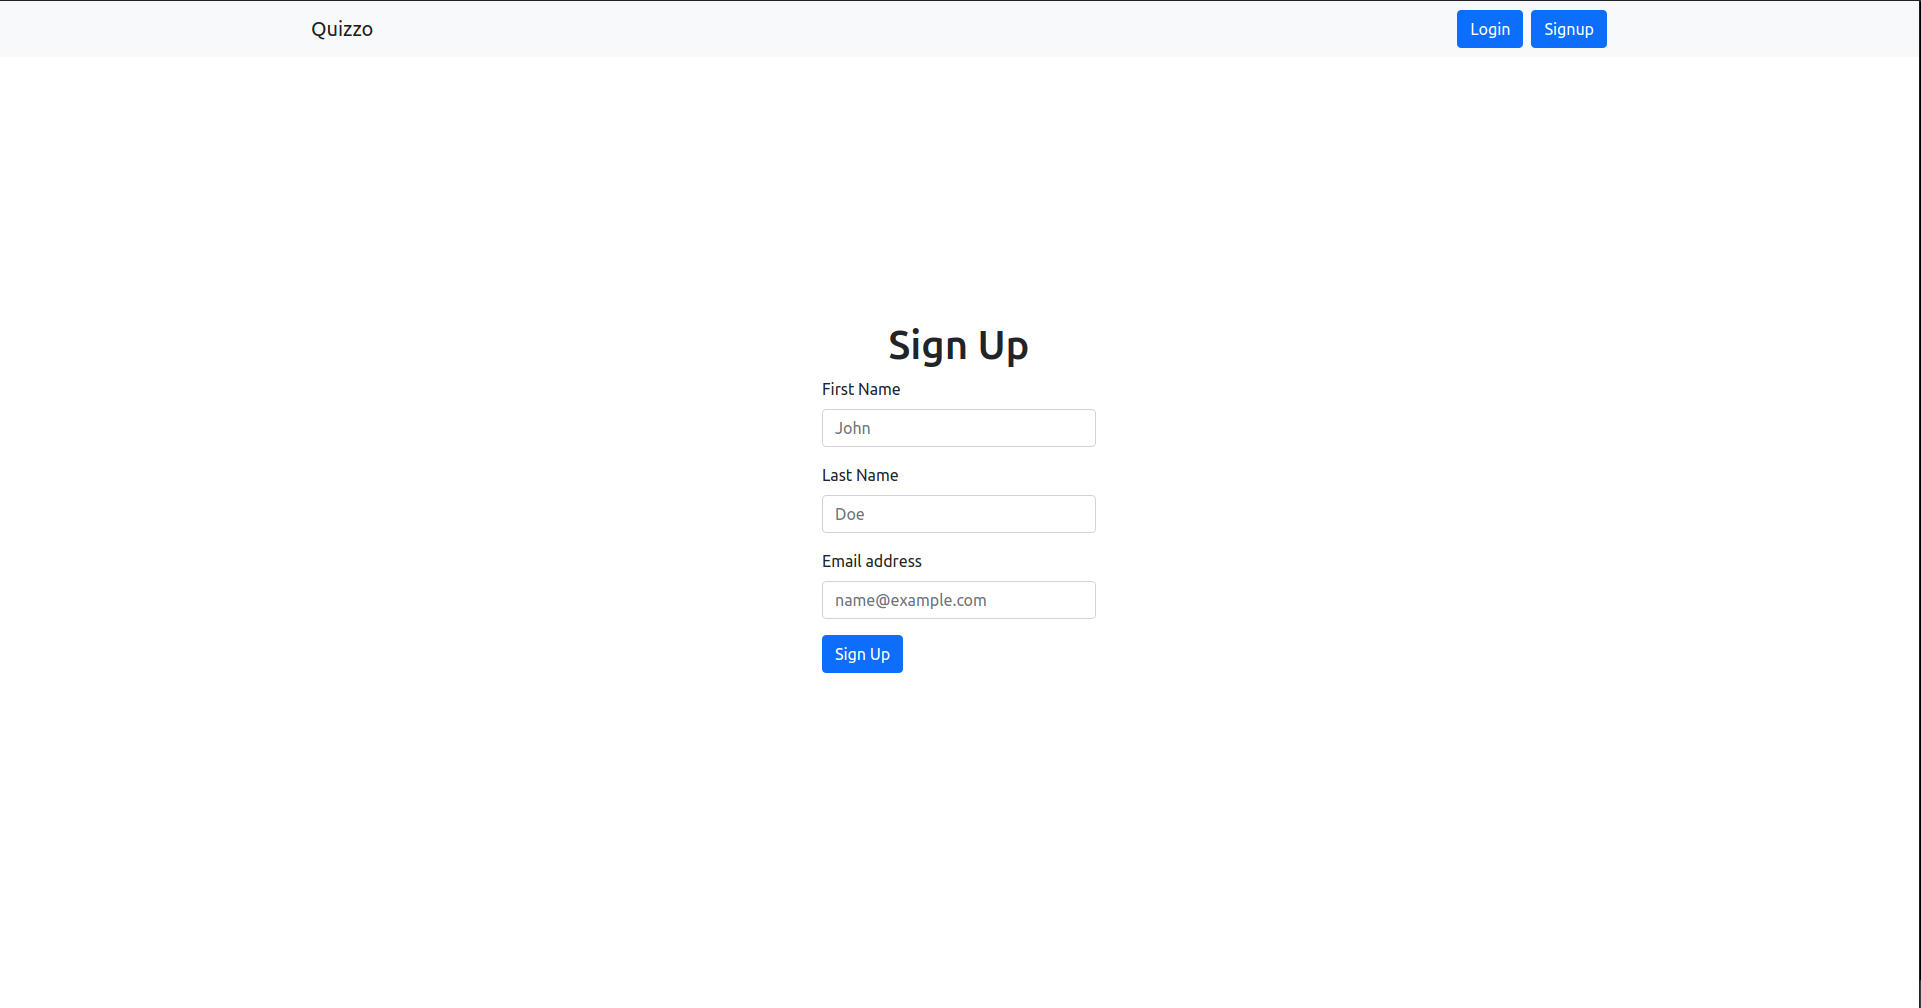 Quizzo Login Signup
Sign Up
First Name
John
Last Name
Doe
Email address
name@example.com
Sign Up